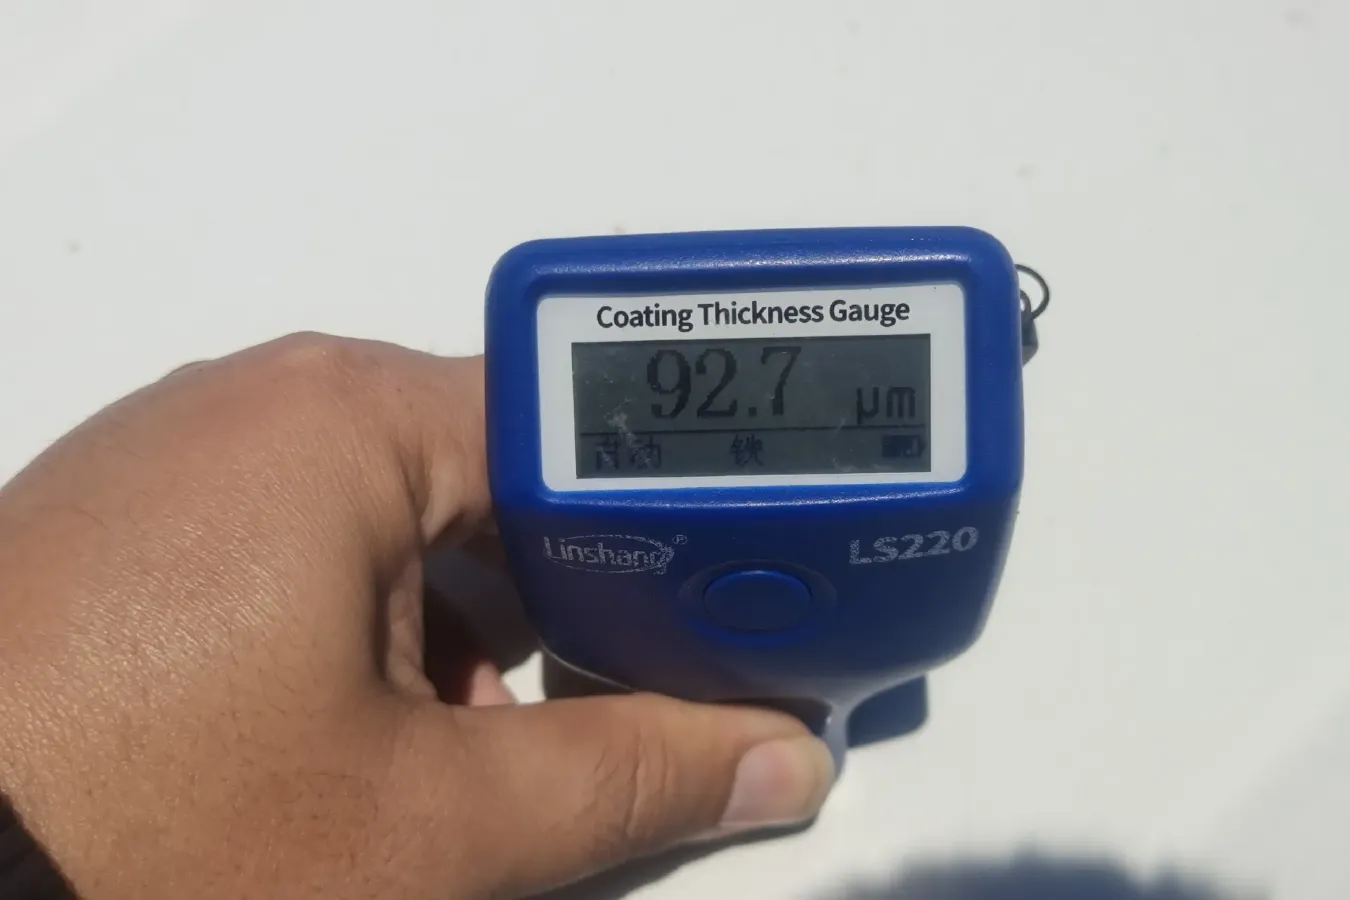 Coating Thickness Gauge
92.7 μm
自动 铁
Linshang®
LS220